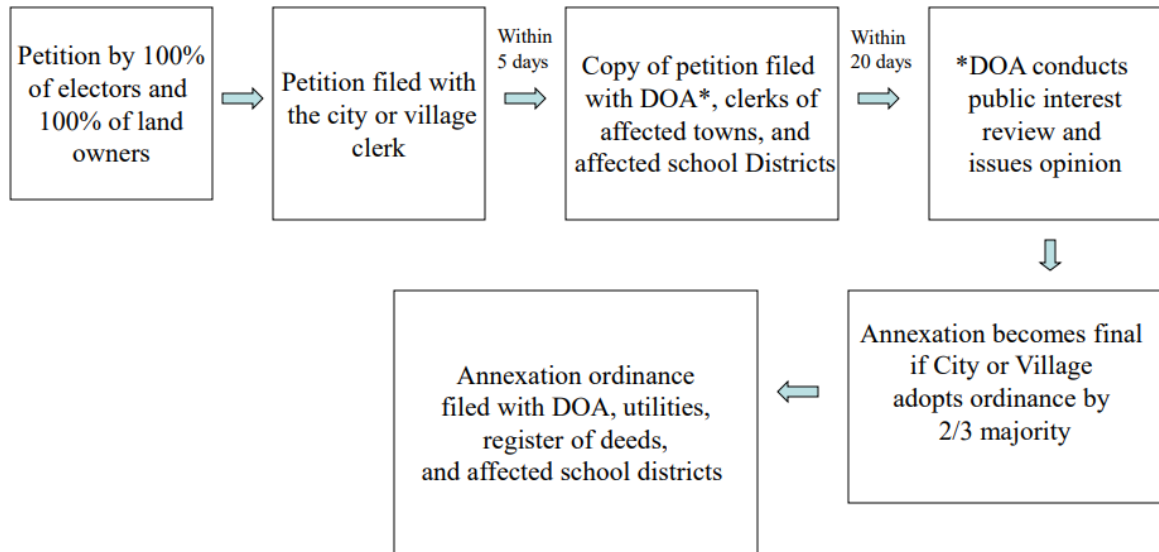 Petition by 100%
of electors and
100% of land
owners
Petition filed with
the city or village
clerk
Within
5 days
Copy of petition filed
with DOA*, clerks of
affected towns, and
affected school Districts
Within
20 days
*DOA conducts
public interest
review and
issues opinion
Annexation becomes final
if City or Village
adopts ordinance by
2/3 majority
Annexation ordinance
filed with DOA, utilities,
register of deeds,
and affected school districts